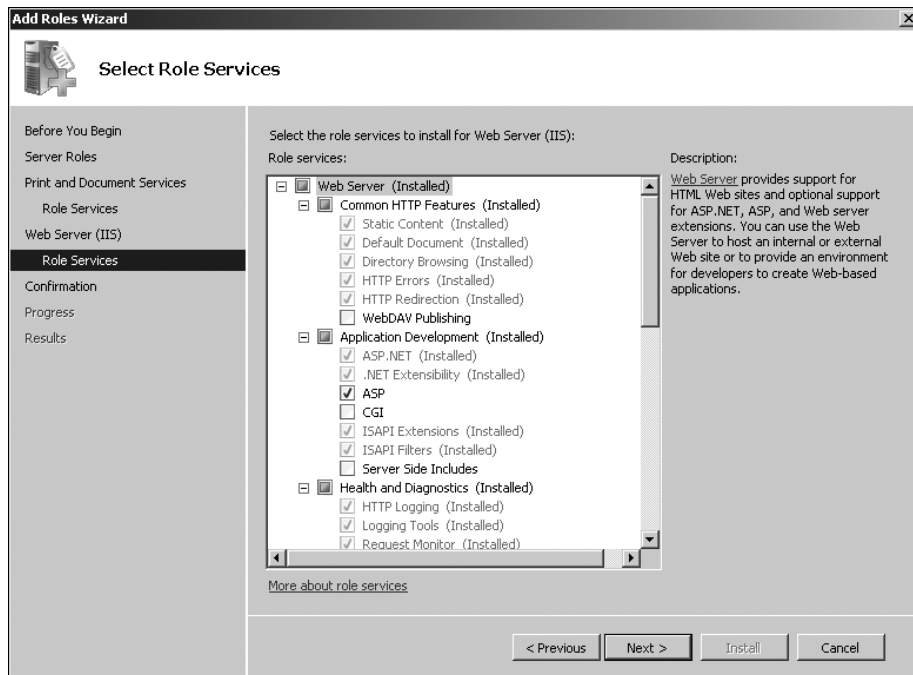 Add Roles Wizard
Select Role Services
Before You Begin
Server Roles
Print and Document Services
Role Services
Web Server (IIS)
Role Services
Confirmation
Progress
Results
Select the role services to install for Web Server (IIS):
Role services:
Web Server (Installed)
Common HTTP Features (Installed)
Static Content (Installed)
Default Document (Installed)
Directory Browsing (Installed)
HTTP Errors (Installed)
HTTP Redirection (Installed)
WebDAV Publishing
Application Development (Installed)
ASP.NET (Installed)
.NET Extensibility (Installed)
ASP
CGI
ISAPI Extensions (Installed)
ISAPI Filters (Installed)
Server Side Includes
Health and Diagnostics (Installed)
HTTP Logging (Installed)
Logging Tools (Installed)
Request Monitor (Installed)
More about role services
Description:
Web Server provides support for
HTML Web sites and optional support
for ASP.NET, ASP, and Web server
extensions. You can use the Web
Server to host an internal or external
Web site or to provide an environment
for developers to create Web-based
applications.
< Previous
Next >
Install
Cancel